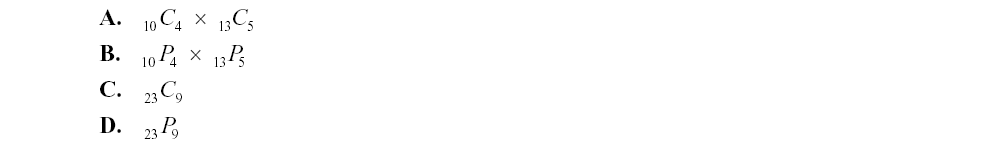 A. ₁₀C₄ × ₁₃C₅
B. ₁₀P₄ × ₁₃P₅
C. ₂₃C₉
D. ₂₃P₉